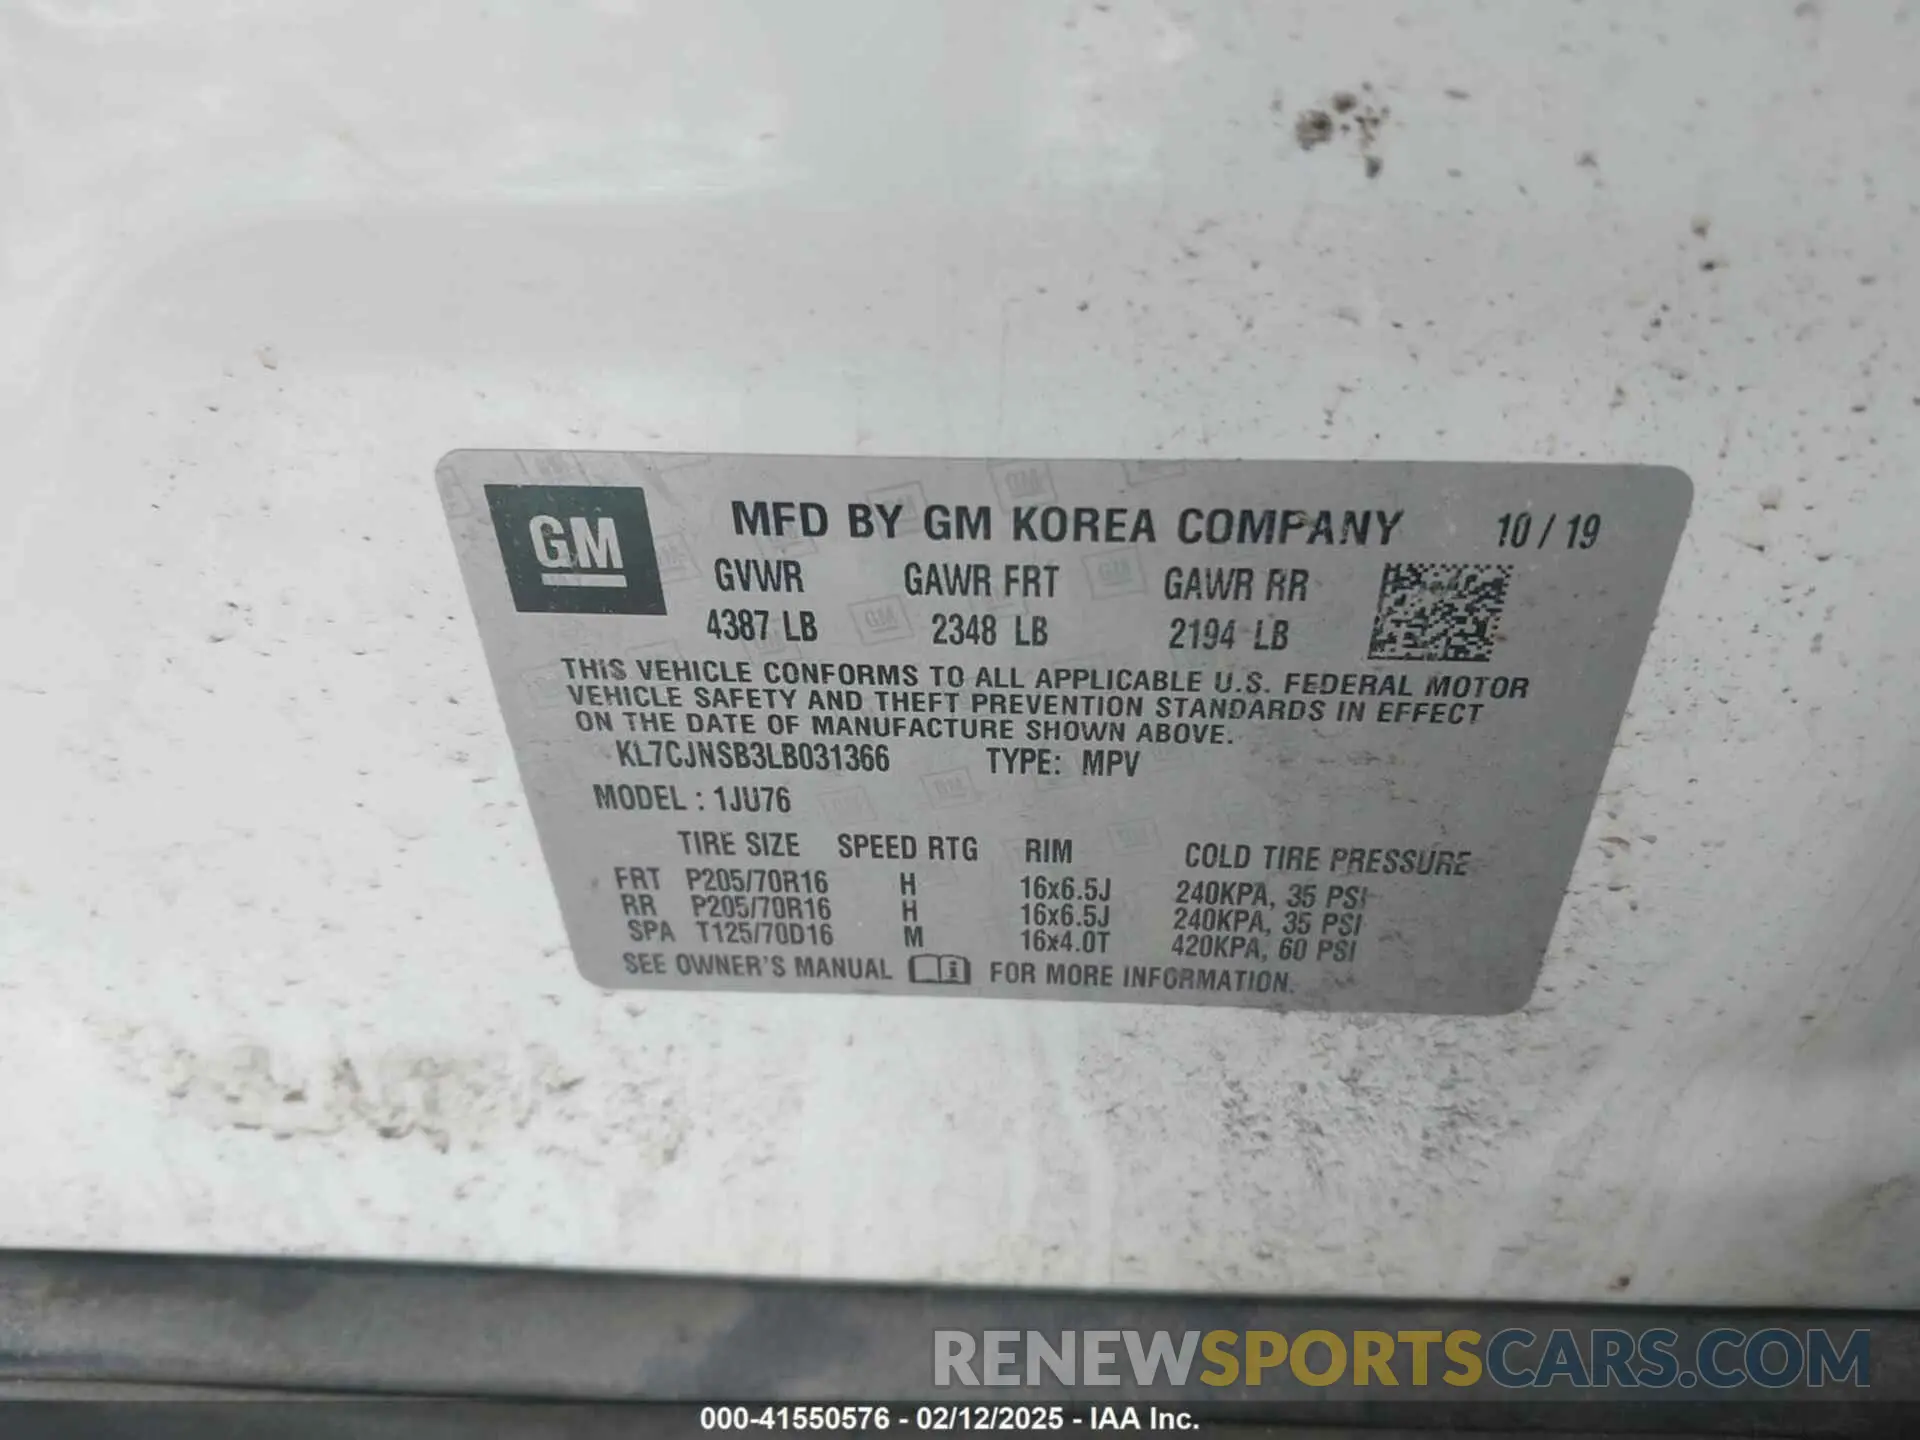 GM
MFD BY GM KOREA COMPANY 10 / 19
GVWR GAWR FRT GAWR RR
4387 LB 2348 LB 2194 LB
THIS VEHICLE CONFORMS TO ALL APPLICABLE U.S. FEDERAL MOTOR
VEHICLE SAFETY AND THEFT PREVENTION STANDARDS IN EFFECT
ON THE DATE OF MANUFACTURE SHOWN ABOVE.
KL7CJNSB3LB031366 TYPE: MPV
MODEL : 1JU76
TIRE SIZE SPEED RTG RIM COLD TIRE PRESSURE
FRT P205/70R16 H 16x6.5J 240KPA, 35 PSI
RR P205/70R16 H 16x6.5J 240KPA, 35 PSI
SPA T125/70D16 M 16x4.0T 420KPA, 60 PSI
SEE OWNER'S MANUAL FOR MORE INFORMATION.
RENEWSPORTSCARS.COM
000-41550576 - 02/12/2025 - IAA Inc.